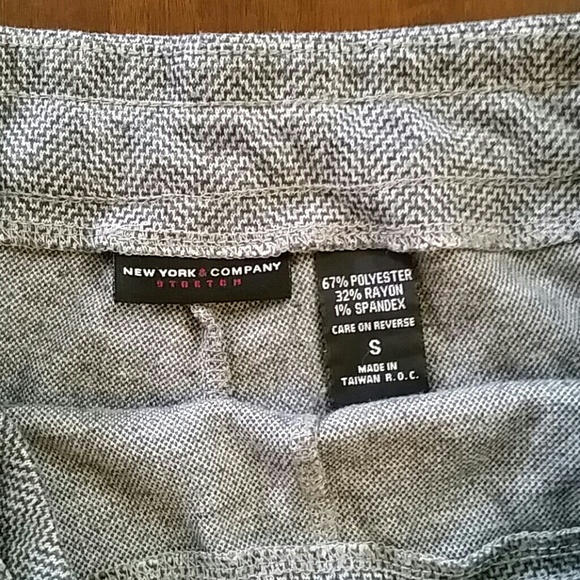 NEW YORK & COMPANY
STRETCH
67% POLYESTER
32% RAYON
1% SPANDEX
CARE ON REVERSE
S
MADE IN
TAIWAN R.O.C.